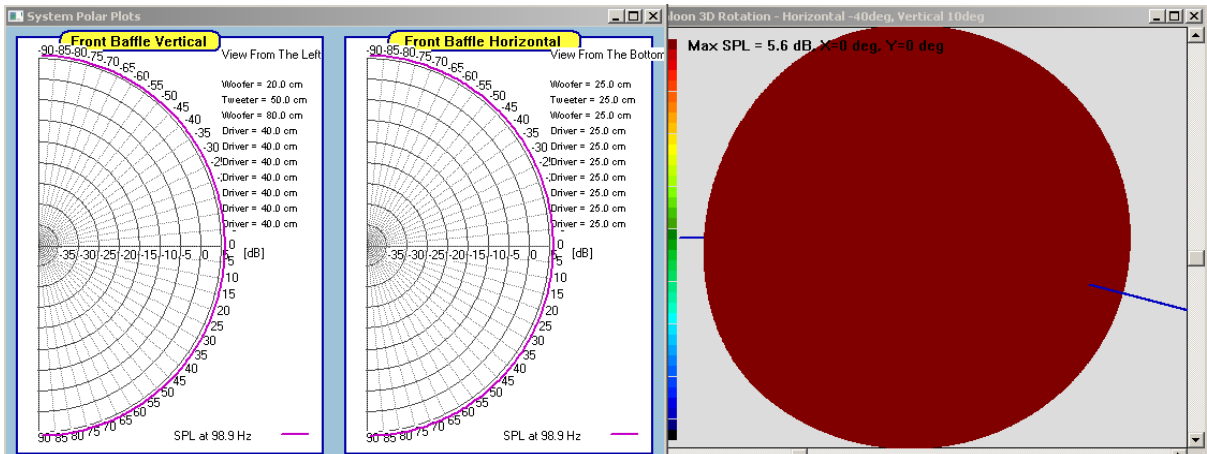 System Polar Plots
Front Baffle Vertical
View From The Left
-90 -85 -80 -75 -70 -65 -60 -55 -50 -45 -40 -35 -30
Woofer = 20.0 cm
Tweeter = 50.0 cm
Woofer = 80.0 cm
Driver = 40.0 cm
Driver = 40.0 cm
Driver = 40.0 cm
Driver = 40.0 cm
Driver = 40.0 cm
Driver = 40.0 cm
-35 -30 -25 -20 -15 -10 -5 0 [dB]
0 5 10 15 20 25 30 35 40 45 50 55 60 65 70 75 80 85 90
SPL at 98.9 Hz
Front Baffle Horizontal
View From The Bottom
-90 -85 -80 -75 -70 -65 -60 -55 -50 -45 -40 -35 -30
Woofer = 25.0 cm
Tweeter = 25.0 cm
Woofer = 25.0 cm
Driver = 25.0 cm
Driver = 25.0 cm
Driver = 25.0 cm
Driver = 25.0 cm
Driver = 25.0 cm
Driver = 25.0 cm
-35 -30 -25 -20 -15 -10 -5 0 [dB]
0 5 10 15 20 25 30 35 40 45 50 55 60 65 70 75 80 85 90
SPL at 98.9 Hz
3D Rotation - Horizontal -40deg, Vertical 10deg
Max SPL = 5.6 dB, X=0 deg, Y=0 deg